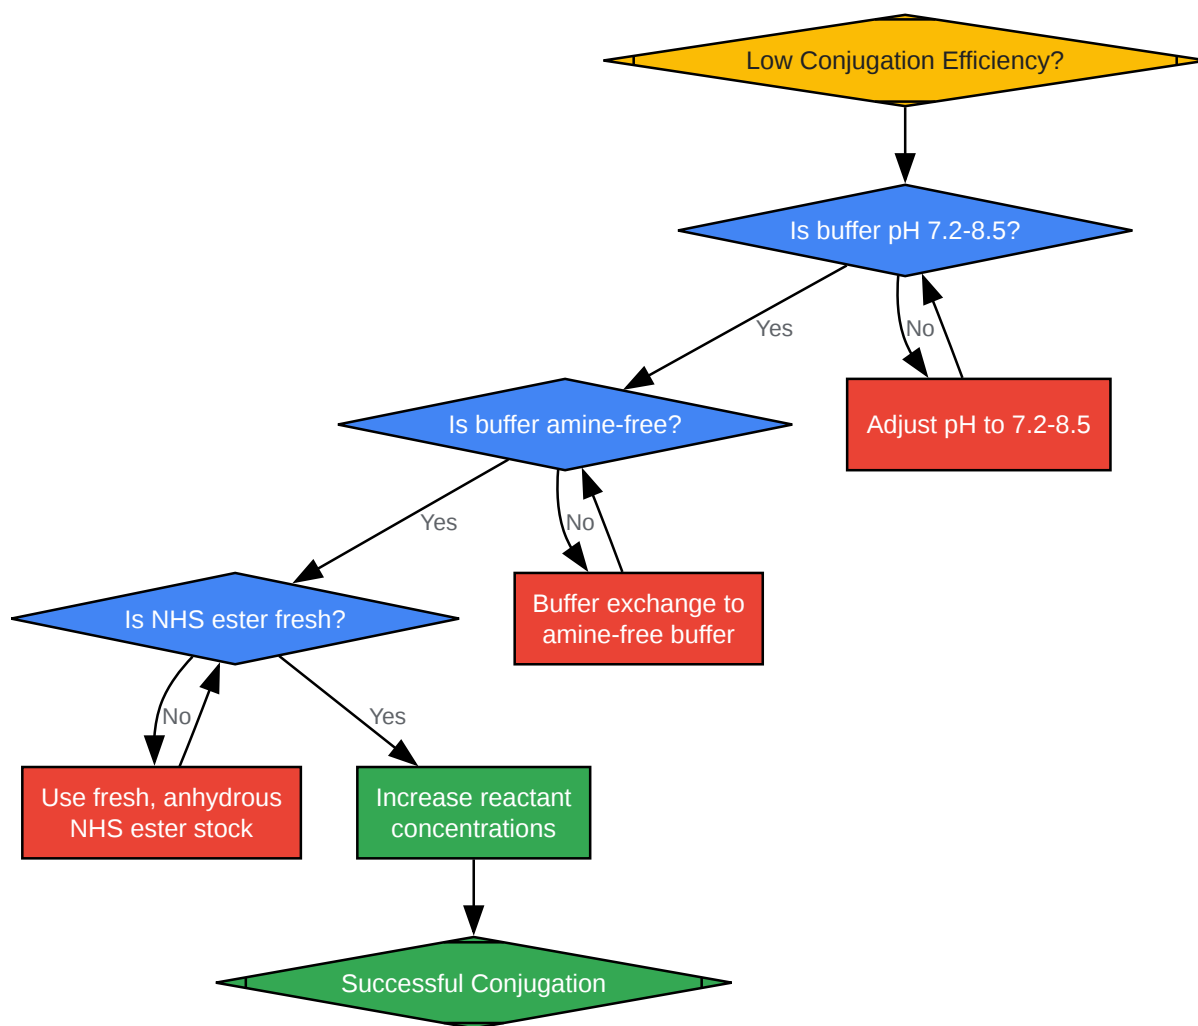 Low Conjugation Efficiency?
Is buffer pH 7.2-8.5?
Yes
No
Is buffer amine-free?
Adjust pH to 7.2-8.5
Yes
No
Is NHS ester fresh?
Buffer exchange to
amine-free buffer
No
Yes
Use fresh, anhydrous
NHS ester stock
Increase reactant
concentrations
Successful Conjugation